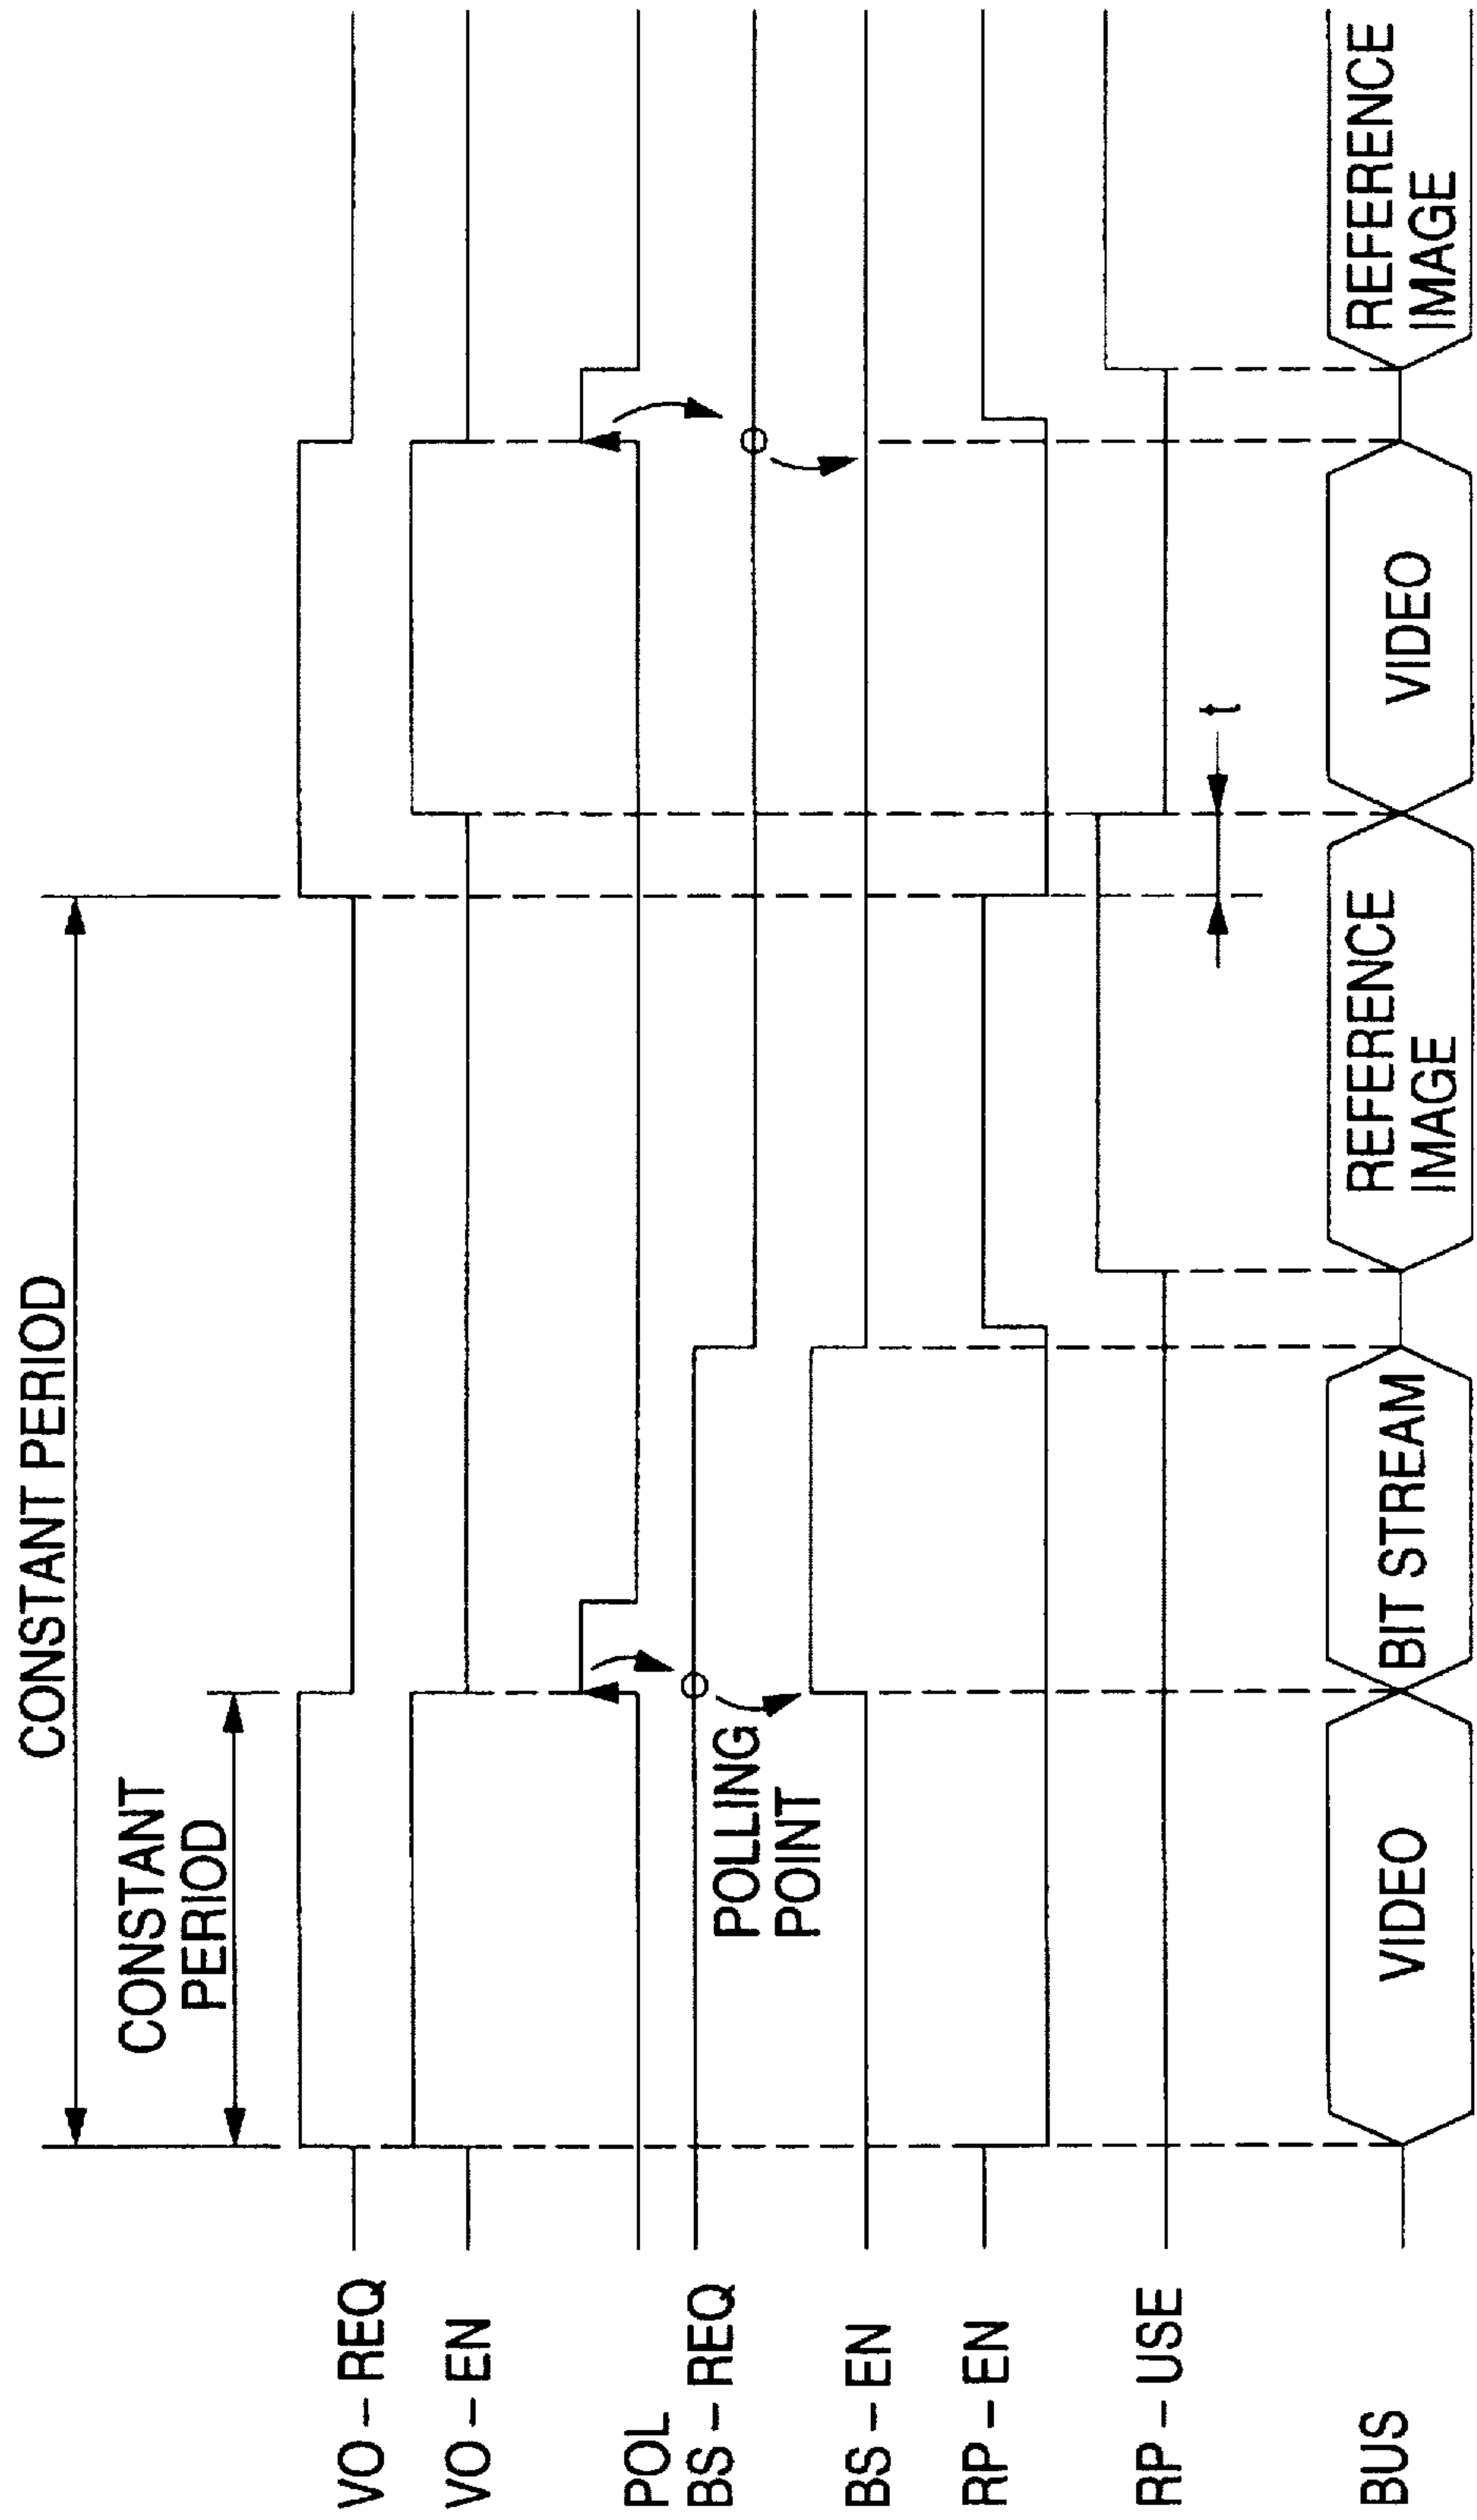 CONSTANT PERIOD
CONSTANT
PERIOD
VO – REQ
VO – EN
POL
BS – REQ
POLLING
POINT
BS – EN
RP – EN
RP – USE
t
BUS
VIDEO
BIT STREAM
REFERENCE
IMAGE
VIDEO
REFERENCE
IMAGE